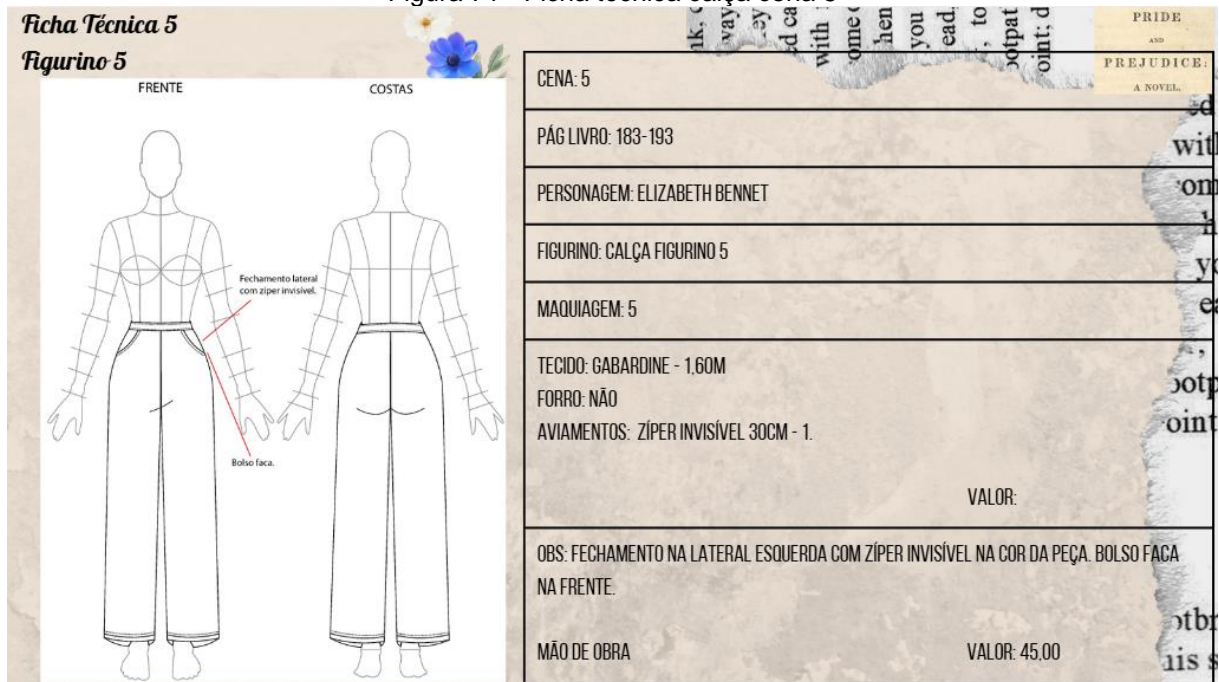 Ficha Técnica 5
Figurino 5
FRENTE
COSTAS
Fechamento lateral
com zíper invisível.
Bolso faca.
PRIDE
AND
PREJUDICE:
A NOVEL.
CENA: 5
PÁG LIVRO: 183-193
PERSONAGEM: ELIZABETH BENNET
FIGURINO: CALÇA FIGURINO 5
MAQUIAGEM: 5
TECIDO: GABARDINE - 1,60M
FORRO: NÃO
AVIAMENTOS: ZÍPER INVISÍVEL 30CM - 1.
VALOR:
OBS: FECHAMENTO NA LATERAL ESQUERDA COM ZÍPER INVISÍVEL NA COR DA PEÇA. BOLSO FACA
NA FRENTE.
MÃO DE OBRA
VALOR: 45,00